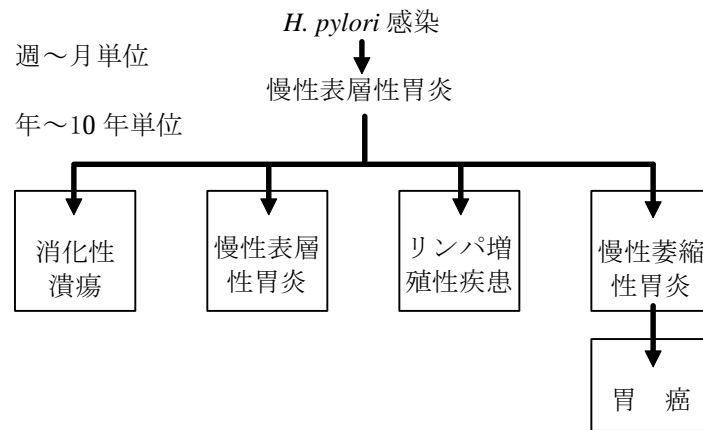 H. pylori 感染
週～月単位
慢性表層性胃炎
年～10 年単位
消化性
潰瘍
慢性表層
性胃炎
リンパ増
殖性疾患
慢性萎縮
性胃炎
胃　癌